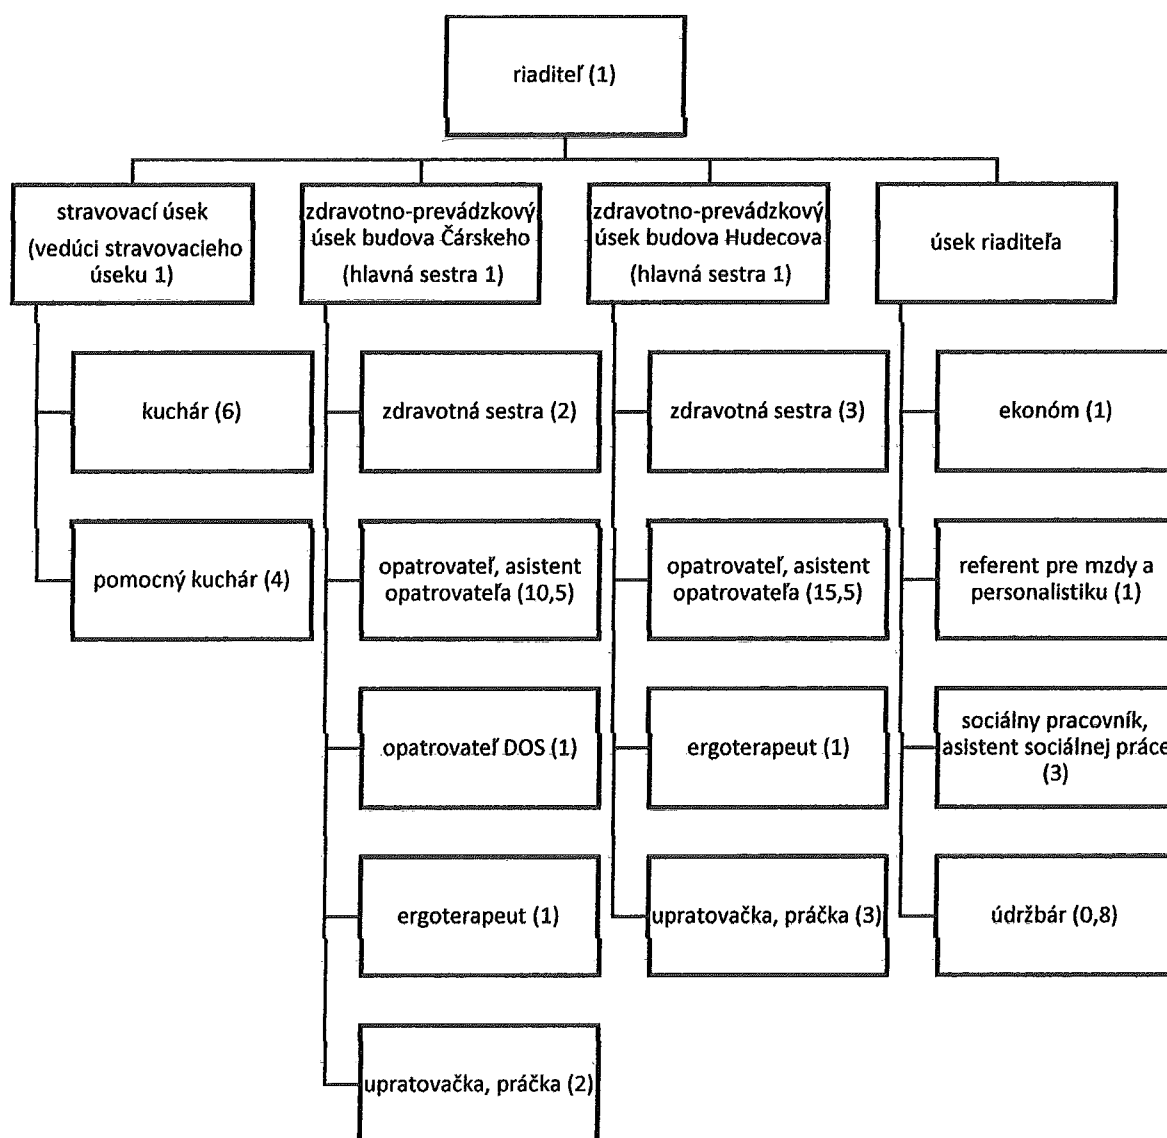 riaditeľ (1)
stravovací úsek
(vedúci stravovacieho
úseku 1)
zdravotno-prevádzkový
úsek budova Čárskeho
(hlavná sestra 1)
zdravotno-prevádzkový
úsek budova Hudecova
(hlavná sestra 1)
úsek riaditeľa
kuchár (6)
zdravotná sestra (2)
zdravotná sestra (3)
ekonóm (1)
pomocný kuchár (4)
opatrovateľ, asistent
opatrovateľa (10,5)
opatrovateľ, asistent
opatrovateľa (15,5)
referent pre mzdy a
personalistiku (1)
opatrovateľ DOS (1)
ergoterapeut (1)
sociálny pracovník,
asistent sociálnej práce
(3)
ergoterapeut (1)
upratovačka, práčka (3)
údržbár (0,8)
upratovačka, práčka (2)